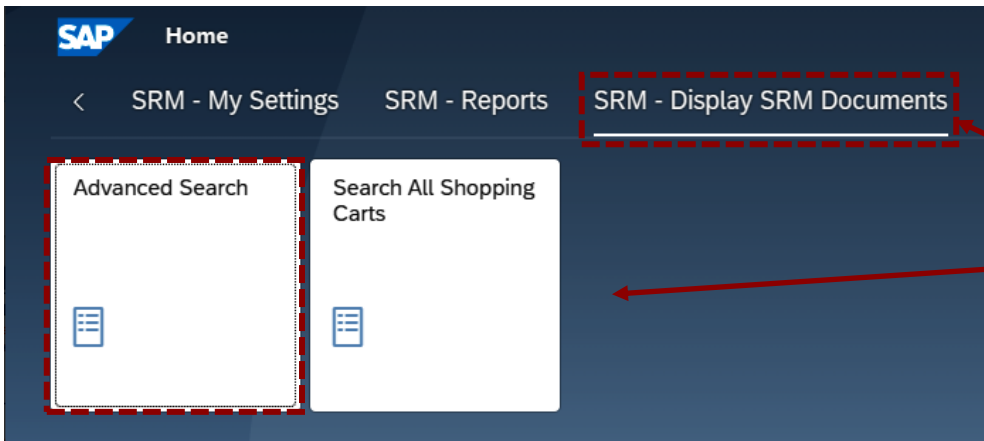 SAP Home
< SRM - My Settings SRM - Reports SRM - Display SRM Documents
Advanced Search
Search All Shopping
Carts